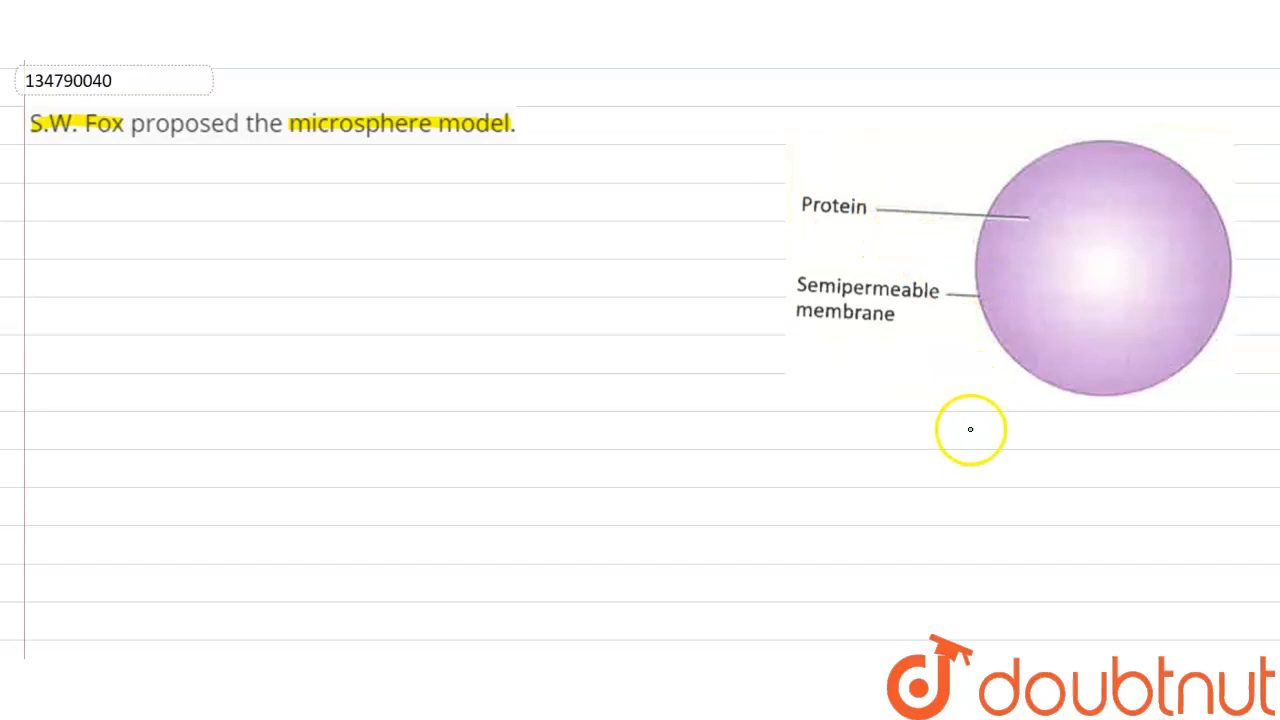 134790040
S.W. Fox proposed the microsphere model.
Protein
Semipermeable
membrane
doubtnut